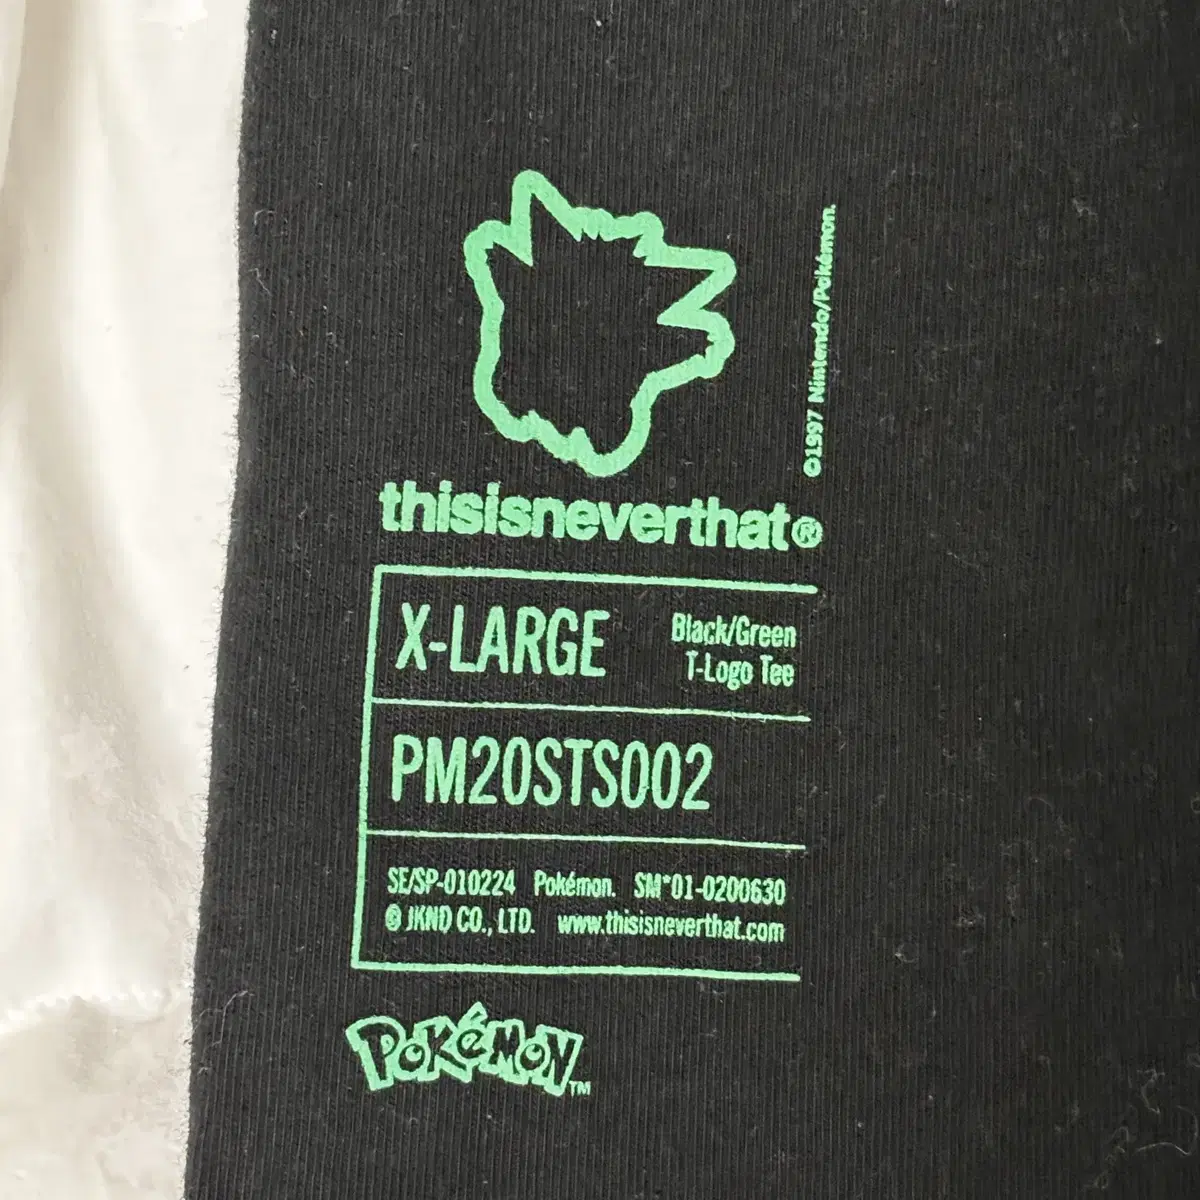 ©1997 Nintendo/Pokémon.
thisisneverthat®
X-LARGE
Black/Green
T-Logo Tee
PM20STS002
SE/SP-010224 Pokémon. SM*01-0200630
© JKND CO., LTD. www.thisisneverthat.com
POKéMON™